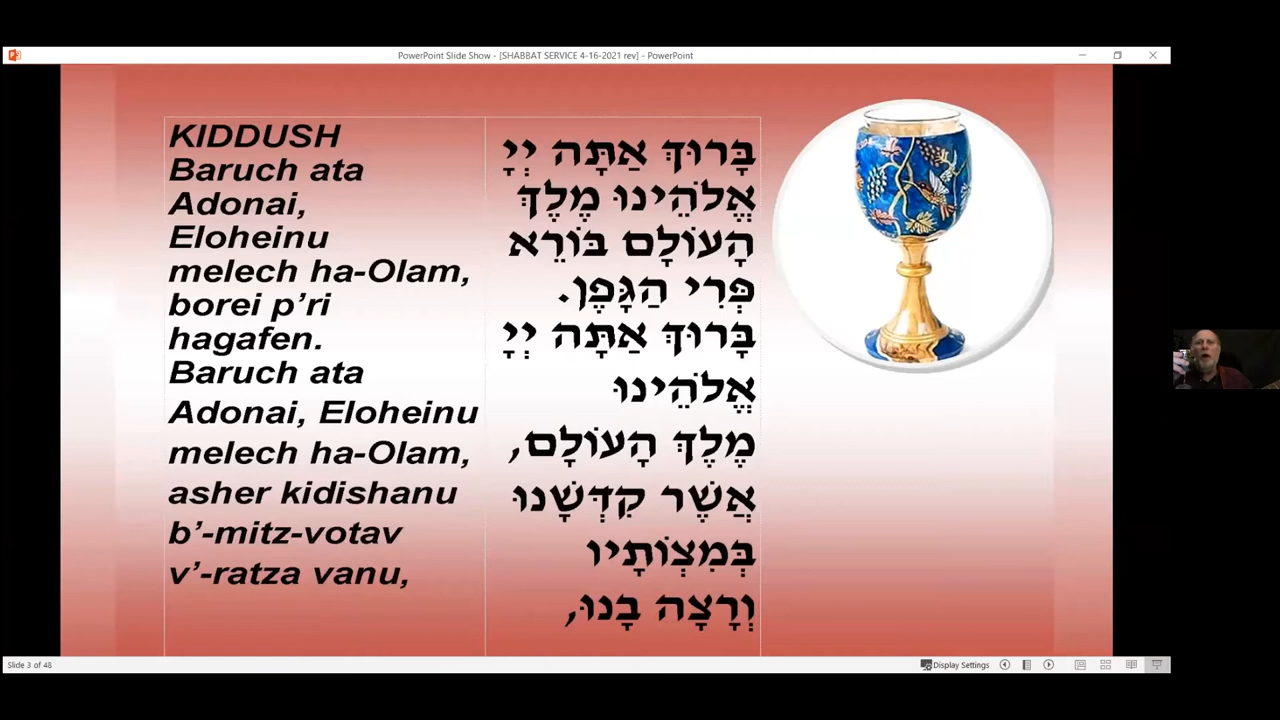 PowerPoint Slide Show - [SHABBAT SERVICE 4-16-2021 rev] - PowerPoint
KIDDUSH
Baruch ata
Adonai,
Eloheinu
melech ha-Olam,
borei p’ri
hagafen.
Baruch ata
Adonai, Eloheinu
melech ha-Olam,
asher kidishanu
b’-mitz-votav
v’-ratza vanu,
בָּרוּךְ אַתָּה יְיָ
אֱלֹהֵינוּ מֶלֶךְ
הָעוֹלָם בּוֹרֵא
פְּרִי הַגָּפֶן.
בָּרוּךְ אַתָּה יְיָ
אֱלֹהֵינוּ
מֶלֶךְ הָעוֹלָם,
אֲשֶׁר קִדְּשָׁנוּ
בְּמִצְוֹתָיו
וְרָצָה בָנוּ,
Slide 3 of 48
Display Settings